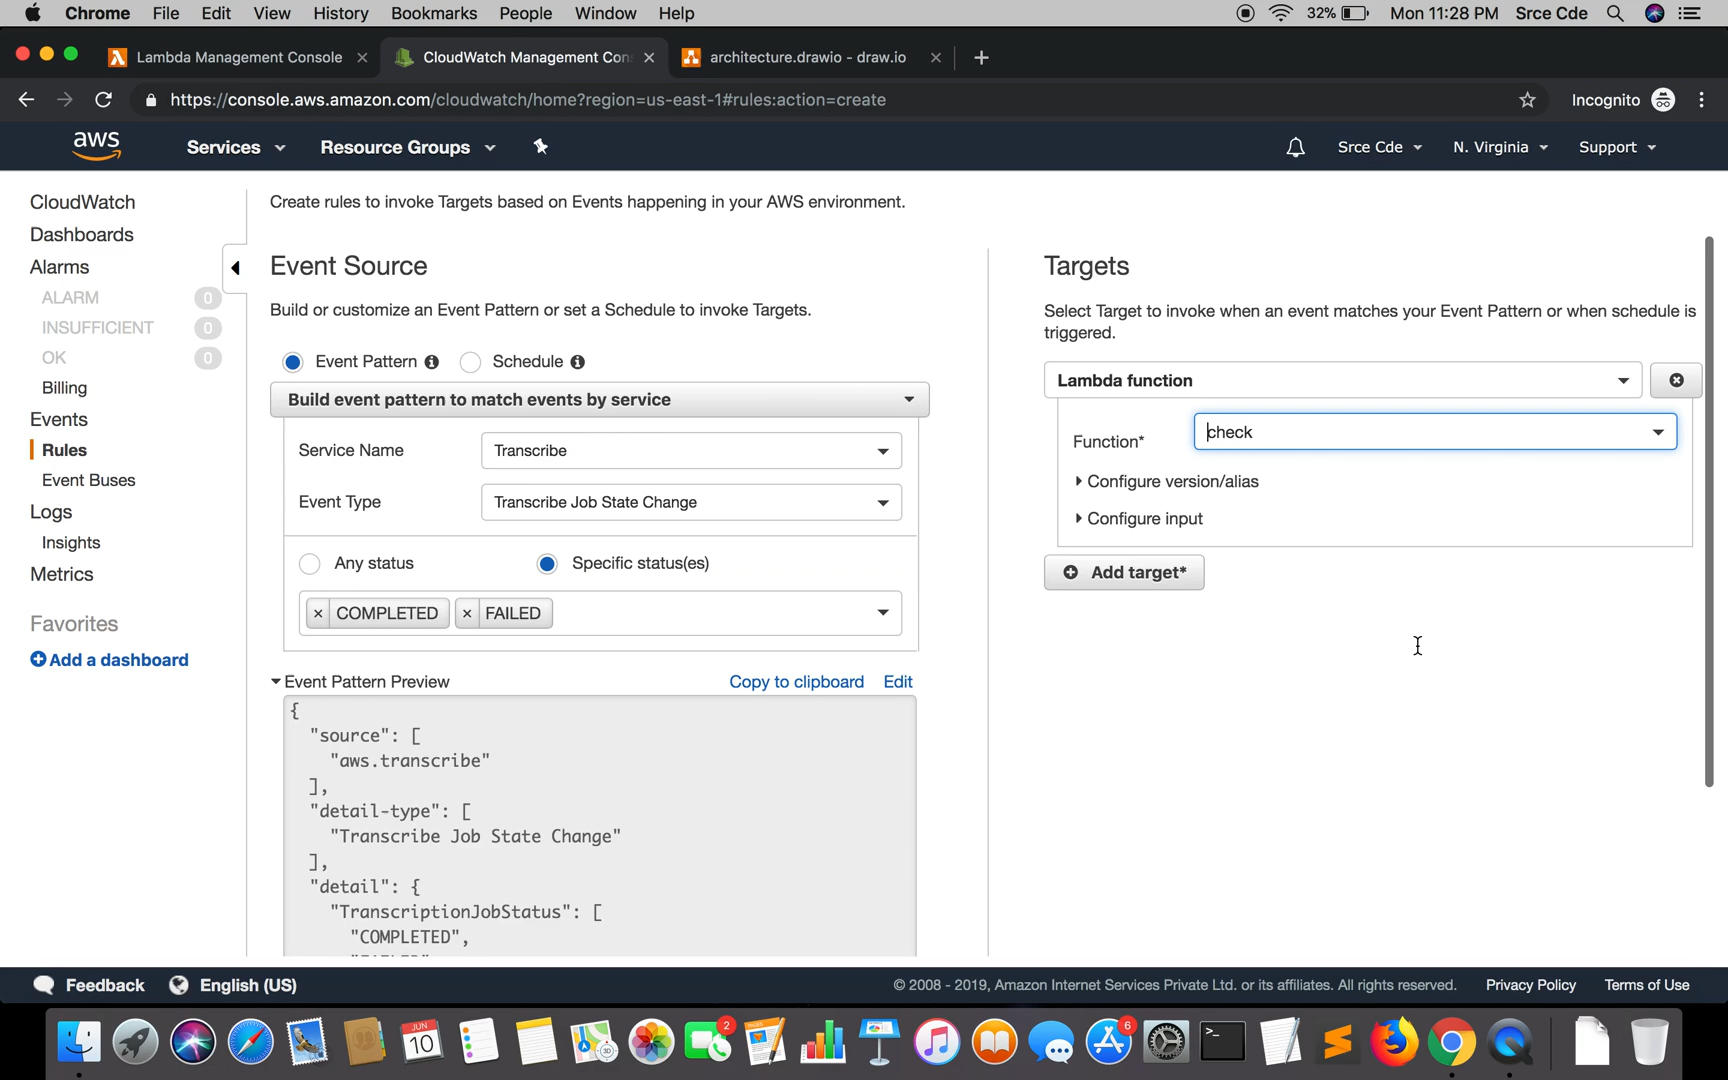 Chrome File Edit View History Bookmarks People Window Help 32% Mon 11:28 PM Srce Cde
Lambda Management Console CloudWatch Management Con architecture.drawio - draw.io
https://console.aws.amazon.com/cloudwatch/home?region=us-east-1#rules:action=create Incognito
aws Services Resource Groups Srce Cde N. Virginia Support
CloudWatch
Dashboards
Alarms
ALARM 0
INSUFFICIENT 0
OK 0
Billing
Events
Rules
Event Buses
Logs
Insights
Metrics
Favorites
Add a dashboard
Create rules to invoke Targets based on Events happening in your AWS environment.
Event Source
Build or customize an Event Pattern or set a Schedule to invoke Targets.
Event Pattern Schedule
Build event pattern to match events by service
Service Name Transcribe
Event Type Transcribe Job State Change
Any status Specific status(es)
× COMPLETED × FAILED
Event Pattern Preview Copy to clipboard Edit
{
"source": [
"aws.transcribe"
],
"detail-type": [
"Transcribe Job State Change"
],
"detail": {
"TranscriptionJobStatus": [
"COMPLETED",
Targets
Select Target to invoke when an event matches your Event Pattern or when schedule is
triggered.
Lambda function
Function* check
Configure version/alias
Configure input
Add target*
Feedback English (US) © 2008 - 2019, Amazon Internet Services Private Ltd. or its affiliates. All rights reserved. Privacy Policy Terms of Use
JUN
10
2
6